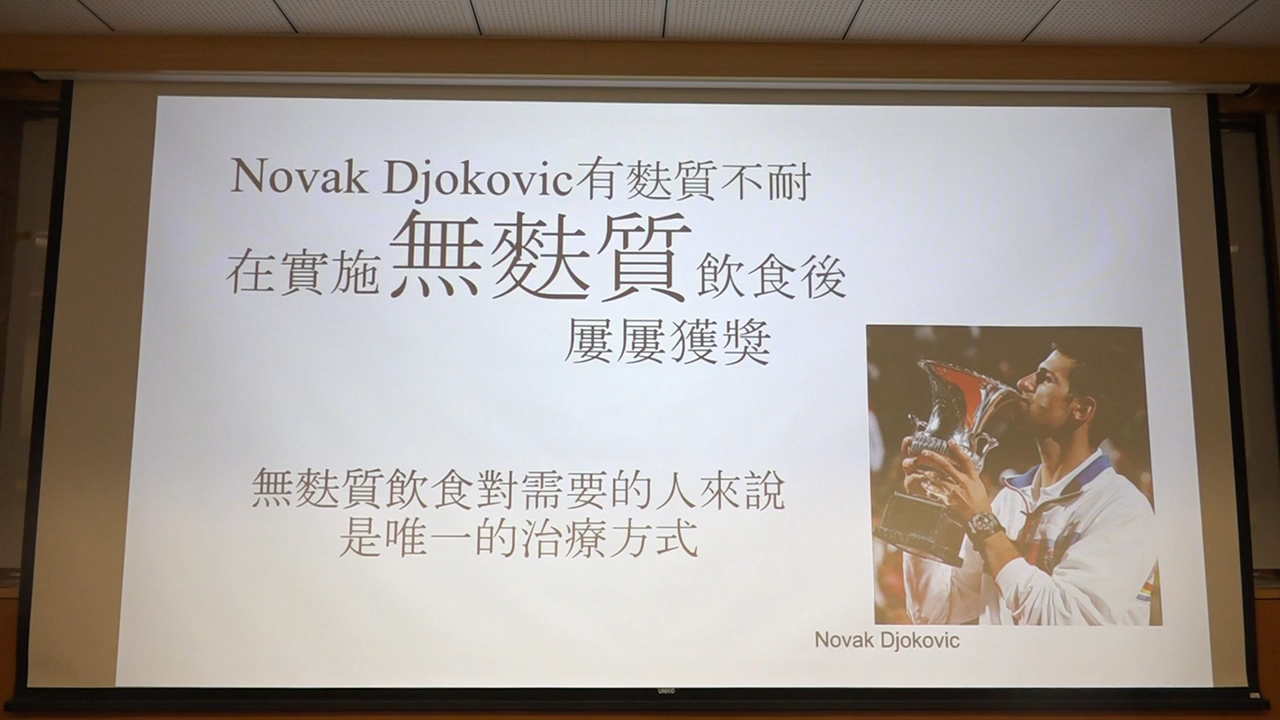 Novak Djokovic有麩質不耐
在實施無麩質飲食後
屢屢獲獎
無麩質飲食對需要的人來說
是唯一的治療方式
Novak Djokovic